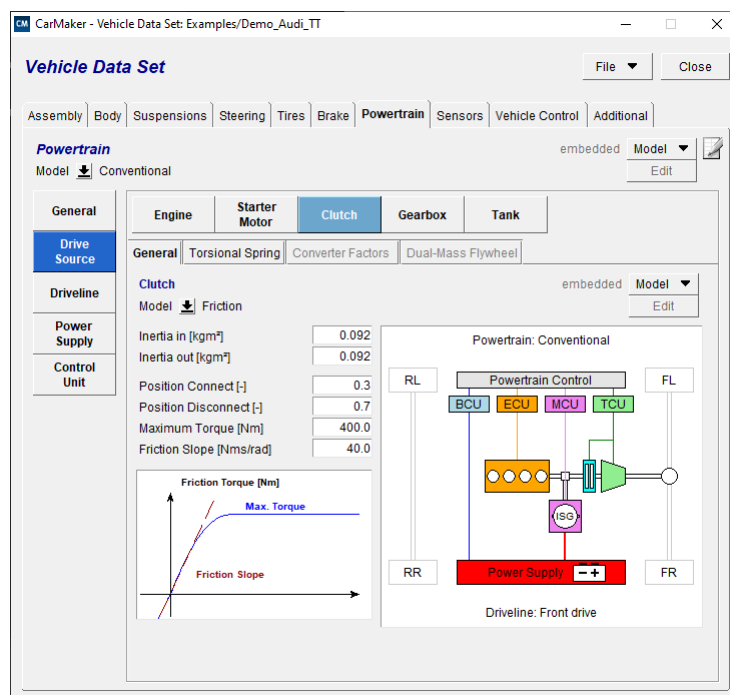 CM CarMaker - Vehicle Data Set: Examples/Demo_Audi_TT
Vehicle Data Set
File
Close
Assembly Body Suspensions Steering Tires Brake Powertrain Sensors Vehicle Control Additional
Powertrain
embedded Model
Model Conventional
Edit
General
Drive
Source
Driveline
Power
Supply
Control
Unit
Engine
Starter
Motor
Clutch
Gearbox
Tank
General Torsional Spring Converter Factors Dual-Mass Flywheel
Clutch
embedded Model
Model Friction
Edit
Inertia in [kgm²] 0.092
Inertia out [kgm²] 0.092
Position Connect [-] 0.3
Position Disconnect [-] 0.7
Maximum Torque [Nm] 400.0
Friction Slope [Nms/rad] 40.0
Friction Torque [Nm]
Max. Torque
Friction Slope
Powertrain: Conventional
RL Powertrain Control FL
BCU ECU MCU TCU
ISG
RR Power Supply - + FR
Driveline: Front drive